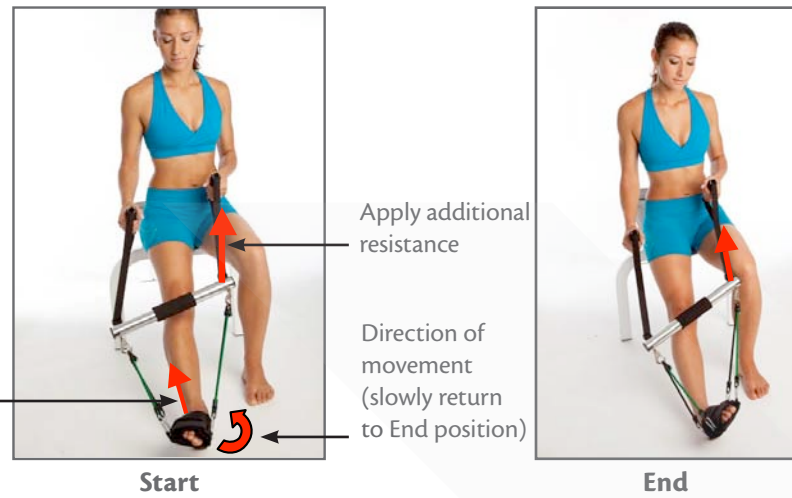 Apply additional
resistance
Direction of
movement
(slowly return
to End position)
Start
End